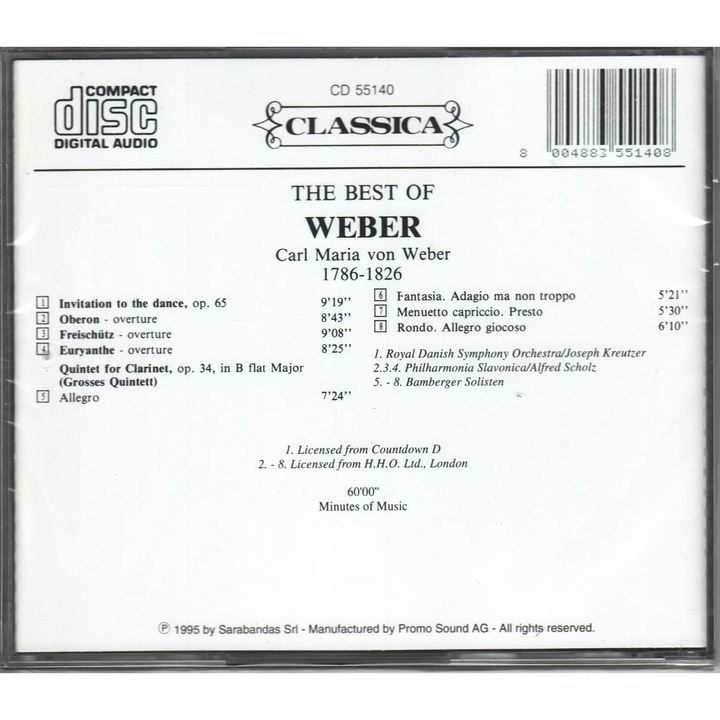 COMPACT
disc
DIGITAL AUDIO
CD 55140
CLASSICA
8 004883 551408
THE BEST OF
WEBER
Carl Maria von Weber
1786-1826
1 Invitation to the dance, op. 65 9'19''
2 Oberon - overture 8'43''
3 Freischütz - overture 9'08''
4 Euryanthe - overture 8'25''
Quintet for Clarinet, op. 34, in B flat Major
(Grosses Quintett)
5 Allegro 7'24''
6 Fantasia. Adagio ma non troppo 5'21''
7 Menuetto capriccio. Presto 5'30''
8 Rondo. Allegro giocoso 6'10''
1. Royal Danish Symphony Orchestra/Joseph Kreutzer
2.3.4. Philharmonia Slavonica/Alfred Scholz
5. - 8. Bamberger Solisten
1. Licensed from Countdown D
2. - 8. Licensed from H.H.O. Ltd., London
60'00"
Minutes of Music
℗ 1995 by Sarabandas Srl - Manufactured by Promo Sound AG - All rights reserved.